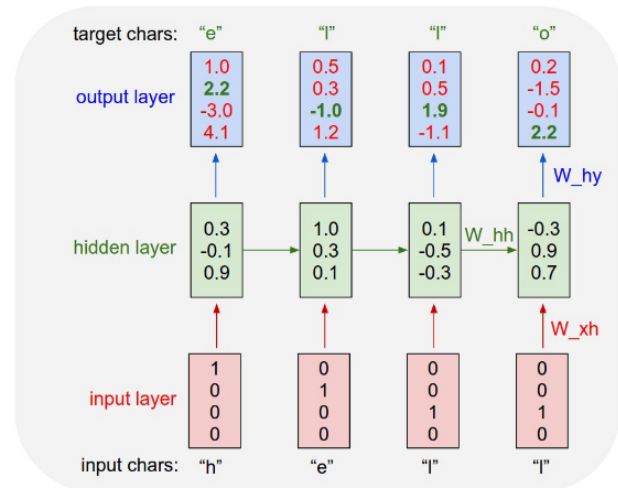 target chars: “e” “l” “l” “o”
1.0 0.5 0.1 0.2
2.2 0.3 0.5 -1.5
output layer
-3.0 -1.0 1.9 -0.1
4.1 1.2 -1.1 2.2
W_hy
0.3 1.0 0.1 W_hh -0.3
hidden layer -0.1 0.3 -0.5 0.9
0.9 0.1 -0.3 0.7
W_xh
1 0 0 0
0 1 0 0
input layer
0 0 1 1
0 0 0 0
input chars: “h” “e” “l” “l”